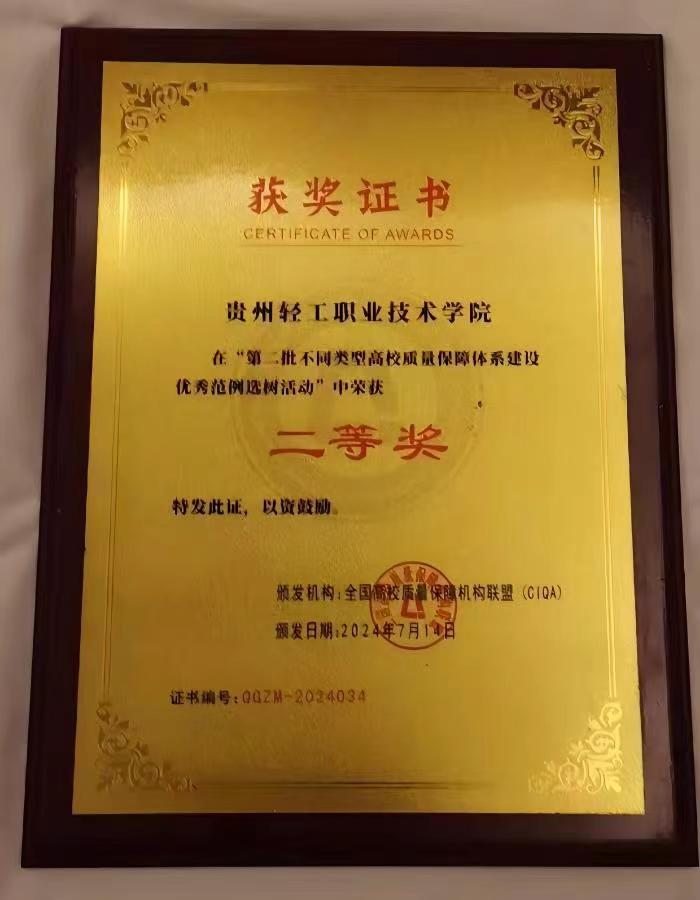 获奖证书
CERTIFICATE OF AWARDS
贵州轻工职业技术学院
在“第二批不同类型高校质量保障体系建设
优秀范例选树活动”中荣获
二等奖
特发此证，以资鼓励。
颁发机构：全国高校质量保障机构联盟（CIQA）
颁发日期：2024年7月14日
证书编号：QQZM-2024034